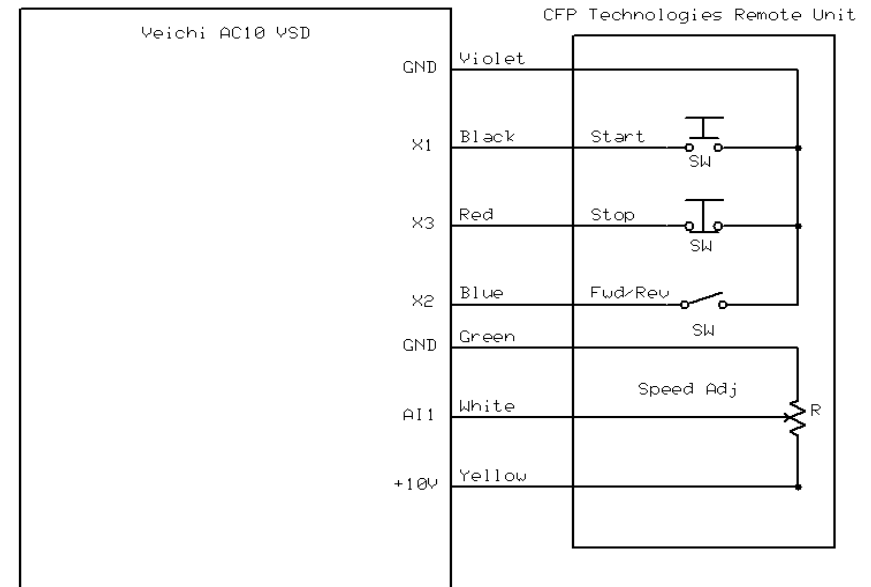 CFP Technologies Remote Unit
Veichi AC10 VSD
GND Violet
X1 Black Start
SW
X3 Red Stop
SW
X2 Blue Fwd/Rev
SW
GND Green
Speed Adj
AI1 White R
+10V Yellow